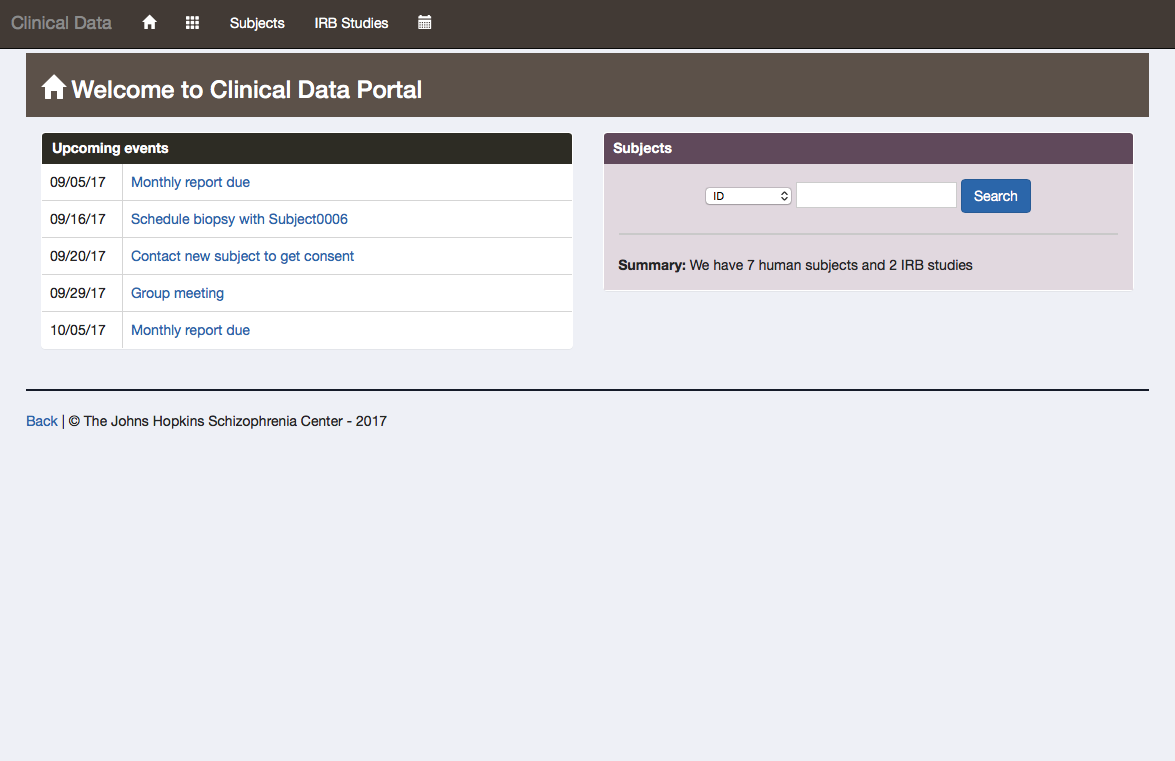 Clinical Data Subjects IRB Studies
Welcome to Clinical Data Portal
Upcoming events
09/05/17 Monthly report due
09/16/17 Schedule biopsy with Subject0006
09/20/17 Contact new subject to get consent
09/29/17 Group meeting
10/05/17 Monthly report due
Subjects
ID Search
Summary: We have 7 human subjects and 2 IRB studies
Back | © The Johns Hopkins Schizophrenia Center - 2017